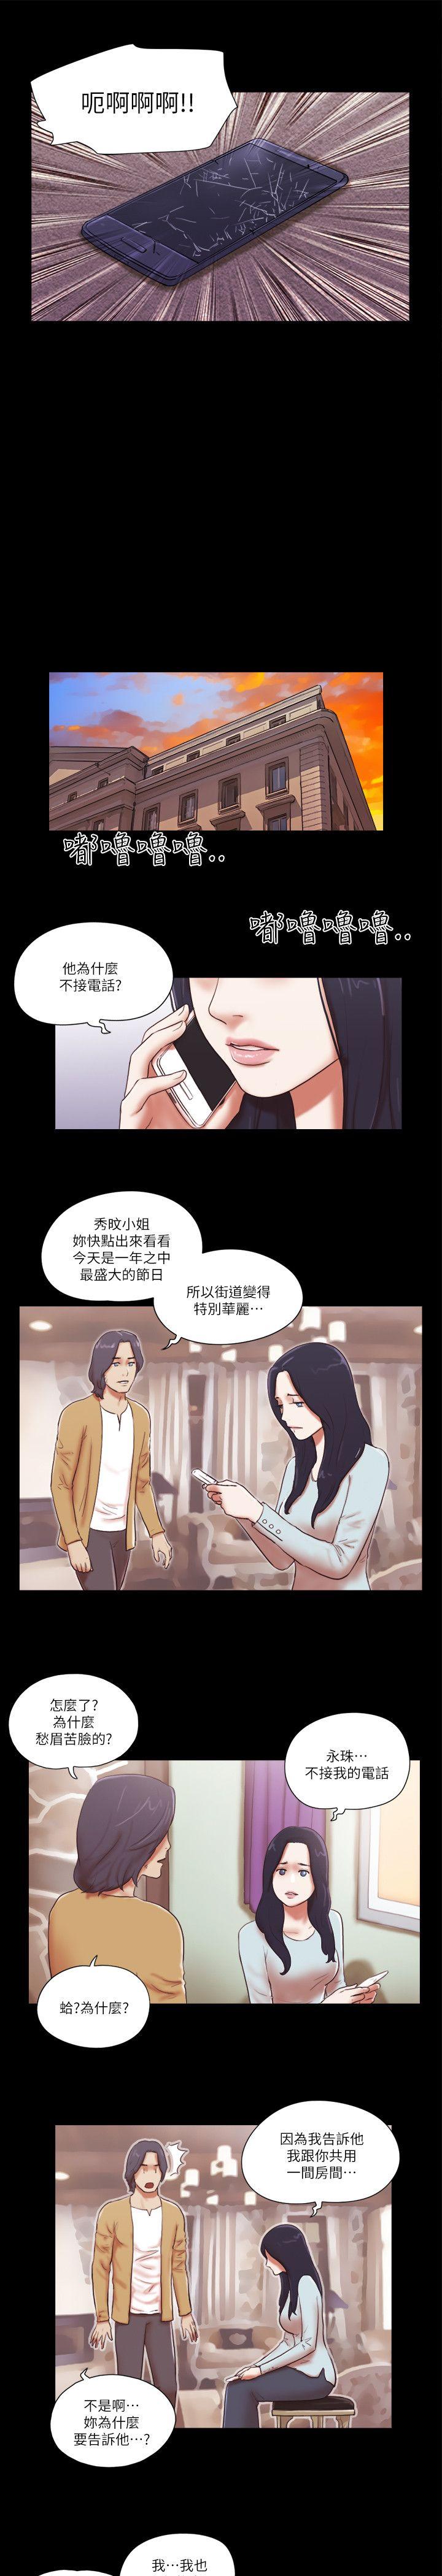 呃啊啊啊!!
嘟嚕嚕嚕..
嘟嚕嚕嚕..
他為什麼
不接電話?
秀旼小姐
妳快點出來看看
今天是一年之中
最盛大的節日
所以街道變得
特別華麗…
怎麼了?
為什麼
愁眉苦臉的?
永珠…
不接我的電話
蛤?為什麼?
因為我告訴他
我跟你共用
一間房間…
不是啊…
妳為什麼
要告訴他…?
我…我也